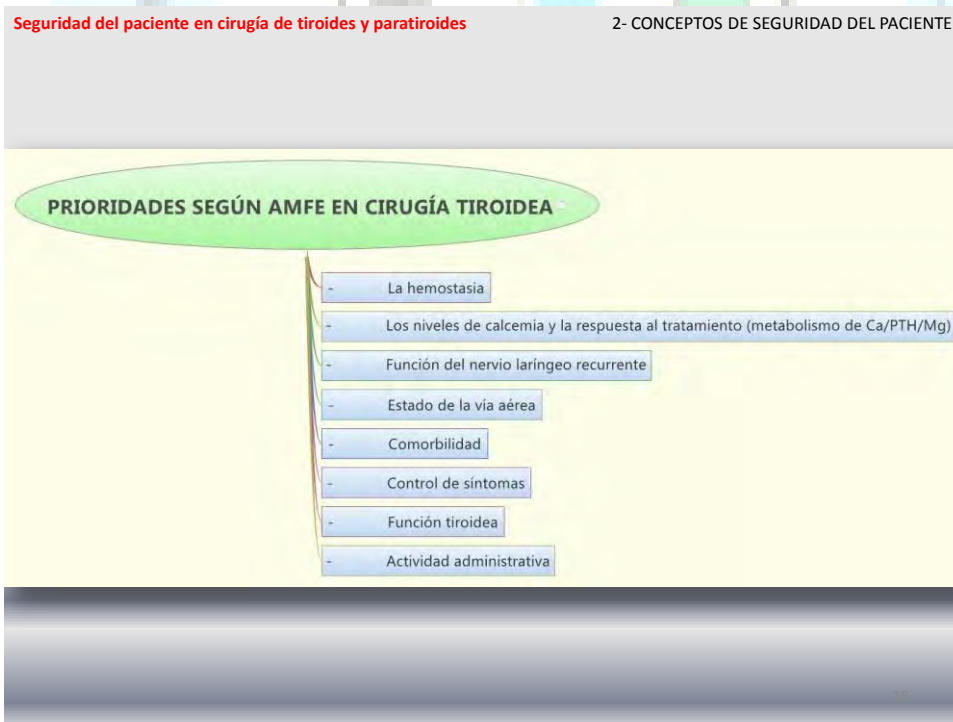 Seguridad del paciente en cirugía de tiroides y paratiroides
2- CONCEPTOS DE SEGURIDAD DEL PACIENTE
PRIORIDADES SEGÚN AMFE EN CIRUGÍA TIROIDEA
- La hemostasia
- Los niveles de calcemia y la respuesta al tratamiento (metabolismo de Ca/PTH/Mg)
- Función del nervio laríngeo recurrente
- Estado de la vía aérea
- Comorbilidad
- Control de síntomas
- Función tiroidea
- Actividad administrativa